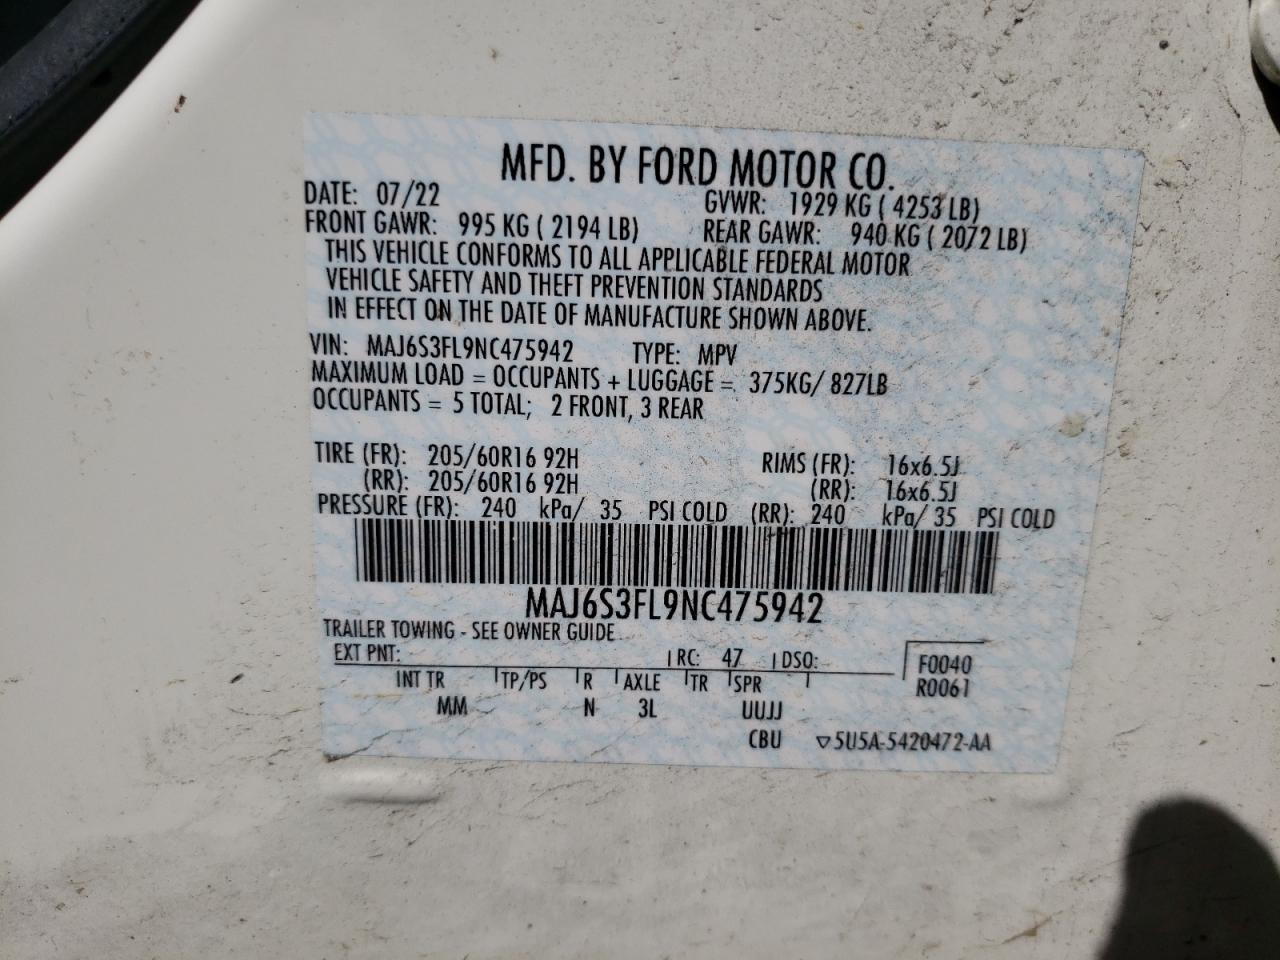 MFD. BY FORD MOTOR CO.
DATE: 07/22 GVWR: 1929 KG ( 4253 LB)
FRONT GAWR: 995 KG ( 2194 LB) REAR GAWR: 940 KG ( 2072 LB)
THIS VEHICLE CONFORMS TO ALL APPLICABLE FEDERAL MOTOR
VEHICLE SAFETY AND THEFT PREVENTION STANDARDS
IN EFFECT ON THE DATE OF MANUFACTURE SHOWN ABOVE.
VIN: MAJ6S3FL9NC475942 TYPE: MPV
MAXIMUM LOAD = OCCUPANTS + LUGGAGE = 375KG/ 827LB
OCCUPANTS = 5 TOTAL; 2 FRONT, 3 REAR
TIRE (FR): 205/60R16 92H RIMS (FR): 16x6.5J
(RR): 205/60R16 92H (RR): 16x6.5J
PRESSURE (FR): 240 kPa/ 35 PSI COLD (RR): 240 kPa/ 35 PSI COLD
MAJ6S3FL9NC475942
TRAILER TOWING - SEE OWNER GUIDE
EXT PNT: RC: 47 DSO: F0040
INT TR TP/PS R AXLE TR SPR R0061
MM N 3L UUJJ
CBU ▽5U5A-5420472-AA